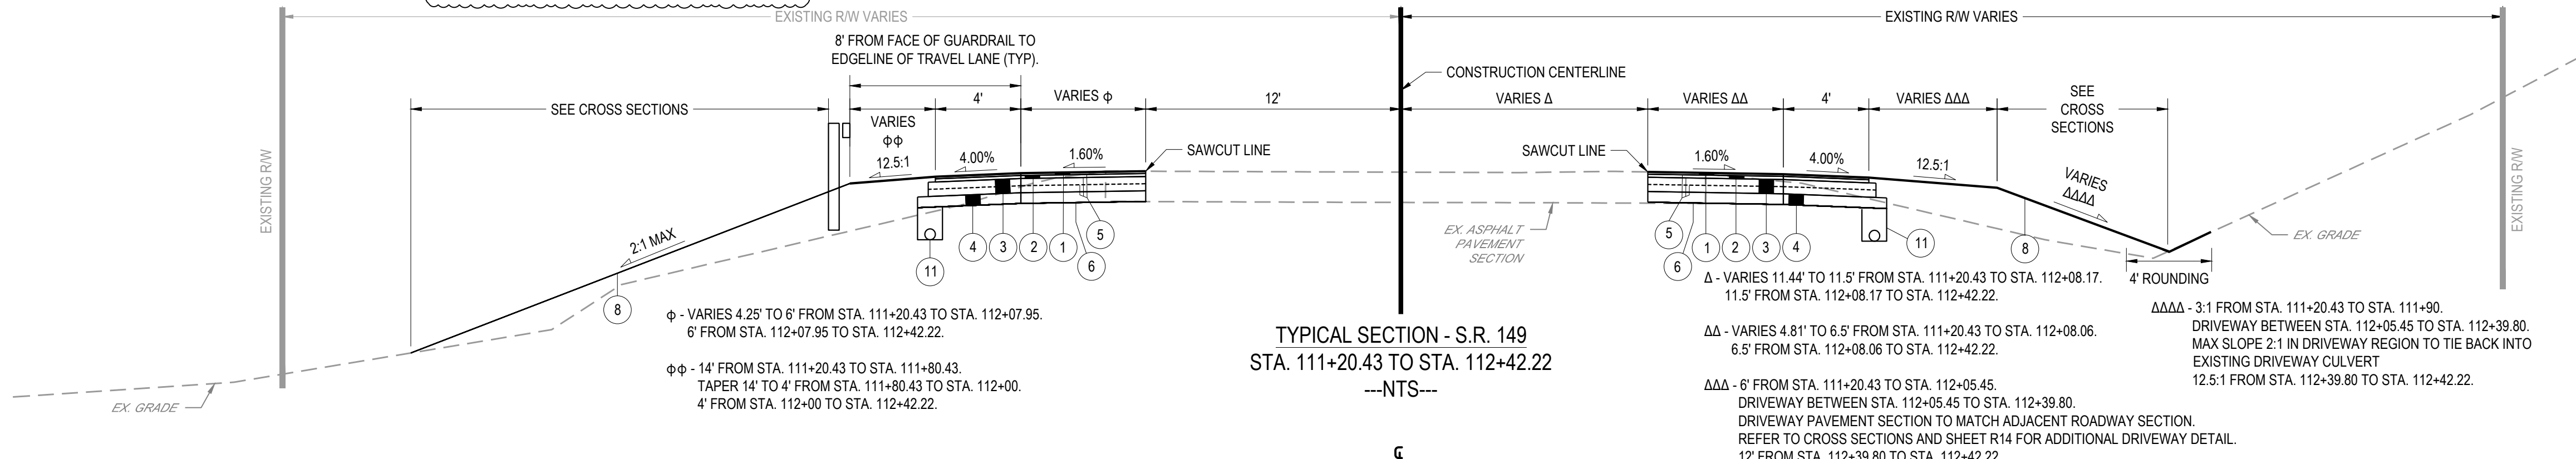 EXISTING R/W VARIES
EXISTING R/W VARIES
8' FROM FACE OF GUARDRAIL TO
EDGELINE OF TRAVEL LANE (TYP).
CONSTRUCTION CENTERLINE
SEE CROSS SECTIONS
VARIES
ΦΦ
4'
VARIES Φ
12'
VARIES Δ
VARIES ΔΔ
4'
VARIES ΔΔΔ
SEE
CROSS
SECTIONS
EXISTING R/W
12.5:1
4.00%
1.60%
SAWCUT LINE
SAWCUT LINE
1.60%
4.00%
12.5:1
VARIES
ΔΔΔΔ
EXISTING R/W
2:1 MAX
EX. ASPHALT
PAVEMENT
SECTION
EX. GRADE
11
4
3
2
1
5
6
8
5
6
1
2
3
4
11
8
4' ROUNDING
Φ - VARIES 4.25' TO 6' FROM STA. 111+20.43 TO STA. 112+07.95.
6' FROM STA. 112+07.95 TO STA. 112+42.22.
ΦΦ - 14' FROM STA. 111+20.43 TO STA. 111+80.43.
TAPER 14' TO 4' FROM STA. 111+80.43 TO STA. 112+00.
4' FROM STA. 112+00 TO STA. 112+42.22.
EX. GRADE
TYPICAL SECTION - S.R. 149
STA. 111+20.43 TO STA. 112+42.22
---NTS---
℄
Δ - VARIES 11.44' TO 11.5' FROM STA. 111+20.43 TO STA. 112+08.17.
11.5' FROM STA. 112+08.17 TO STA. 112+42.22.
ΔΔ - VARIES 4.81' TO 6.5' FROM STA. 111+20.43 TO STA. 112+08.06.
6.5' FROM STA. 112+08.06 TO STA. 112+42.22.
ΔΔΔ - 6' FROM STA. 111+20.43 TO STA. 112+05.45.
DRIVEWAY BETWEEN STA. 112+05.45 TO STA. 112+39.80.
DRIVEWAY PAVEMENT SECTION TO MATCH ADJACENT ROADWAY SECTION.
REFER TO CROSS SECTIONS AND SHEET R14 FOR ADDITIONAL DRIVEWAY DETAIL.
12' FROM STA. 112+39.80 TO STA. 112+42.22
ΔΔΔΔ - 3:1 FROM STA. 111+20.43 TO STA. 111+90.
DRIVEWAY BETWEEN STA. 112+05.45 TO STA. 112+39.80.
MAX SLOPE 2:1 IN DRIVEWAY REGION TO TIE BACK INTO
EXISTING DRIVEWAY CULVERT
12.5:1 FROM STA. 112+39.80 TO STA. 112+42.22.